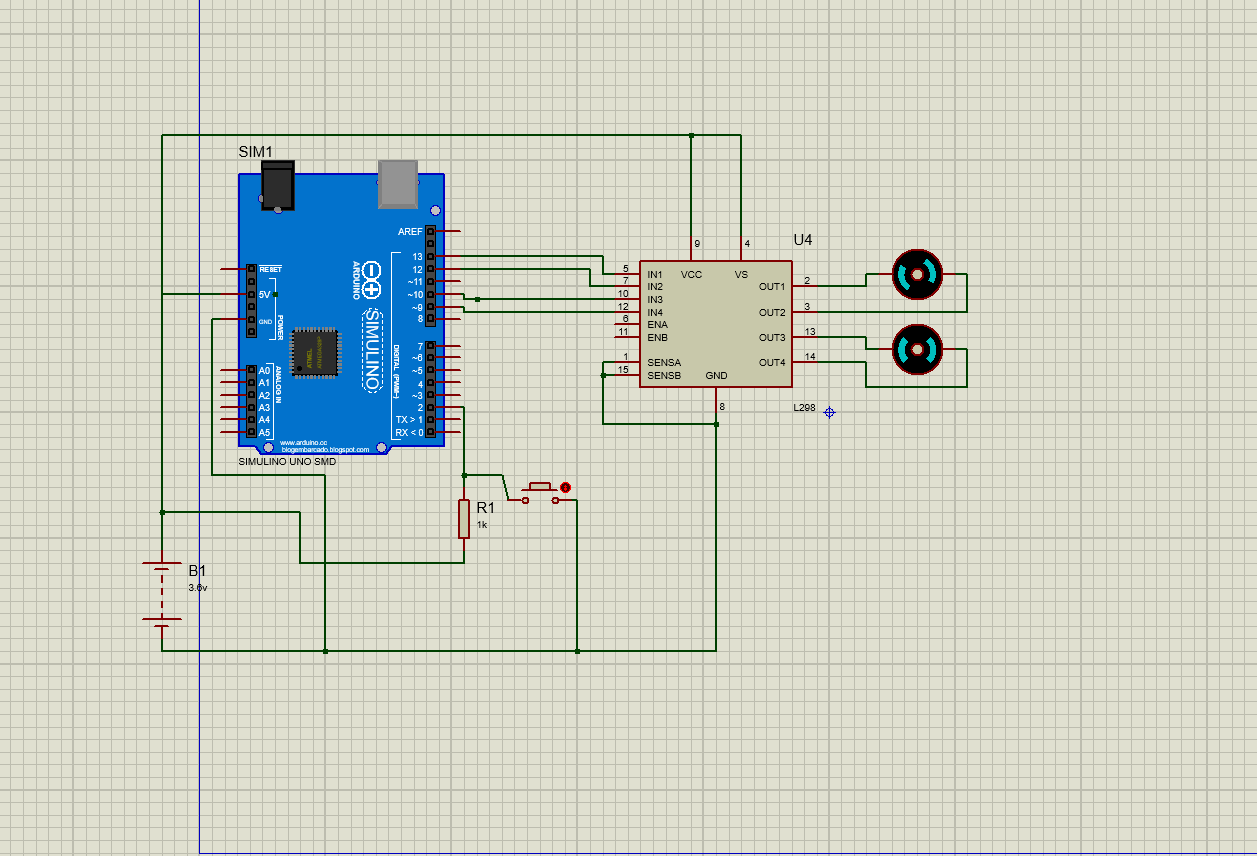 SIM1
AREF
13
12
~11
~10
~9
8
RESET
5V
GND
POWER
ARDUINO
SIMULINO
ATMEL
ANALOG IN
A0
A1
A2
A3
A4
A5
DIGITAL (PWM~)
7
~6
~5
4
~3
2
TX > 1
RX < 0
www.arduino.cc
blogembarcado.blogspot.com
SIMULINO UNO SMD
U4
9
4
5
7
10
12
6
11
1
15
IN1
IN2
IN3
IN4
ENA
ENB
SENSA
SENSB
VCC
VS
OUT1
OUT2
OUT3
OUT4
GND
2
3
13
14
8
L298
R1
1k
B1
3.6v